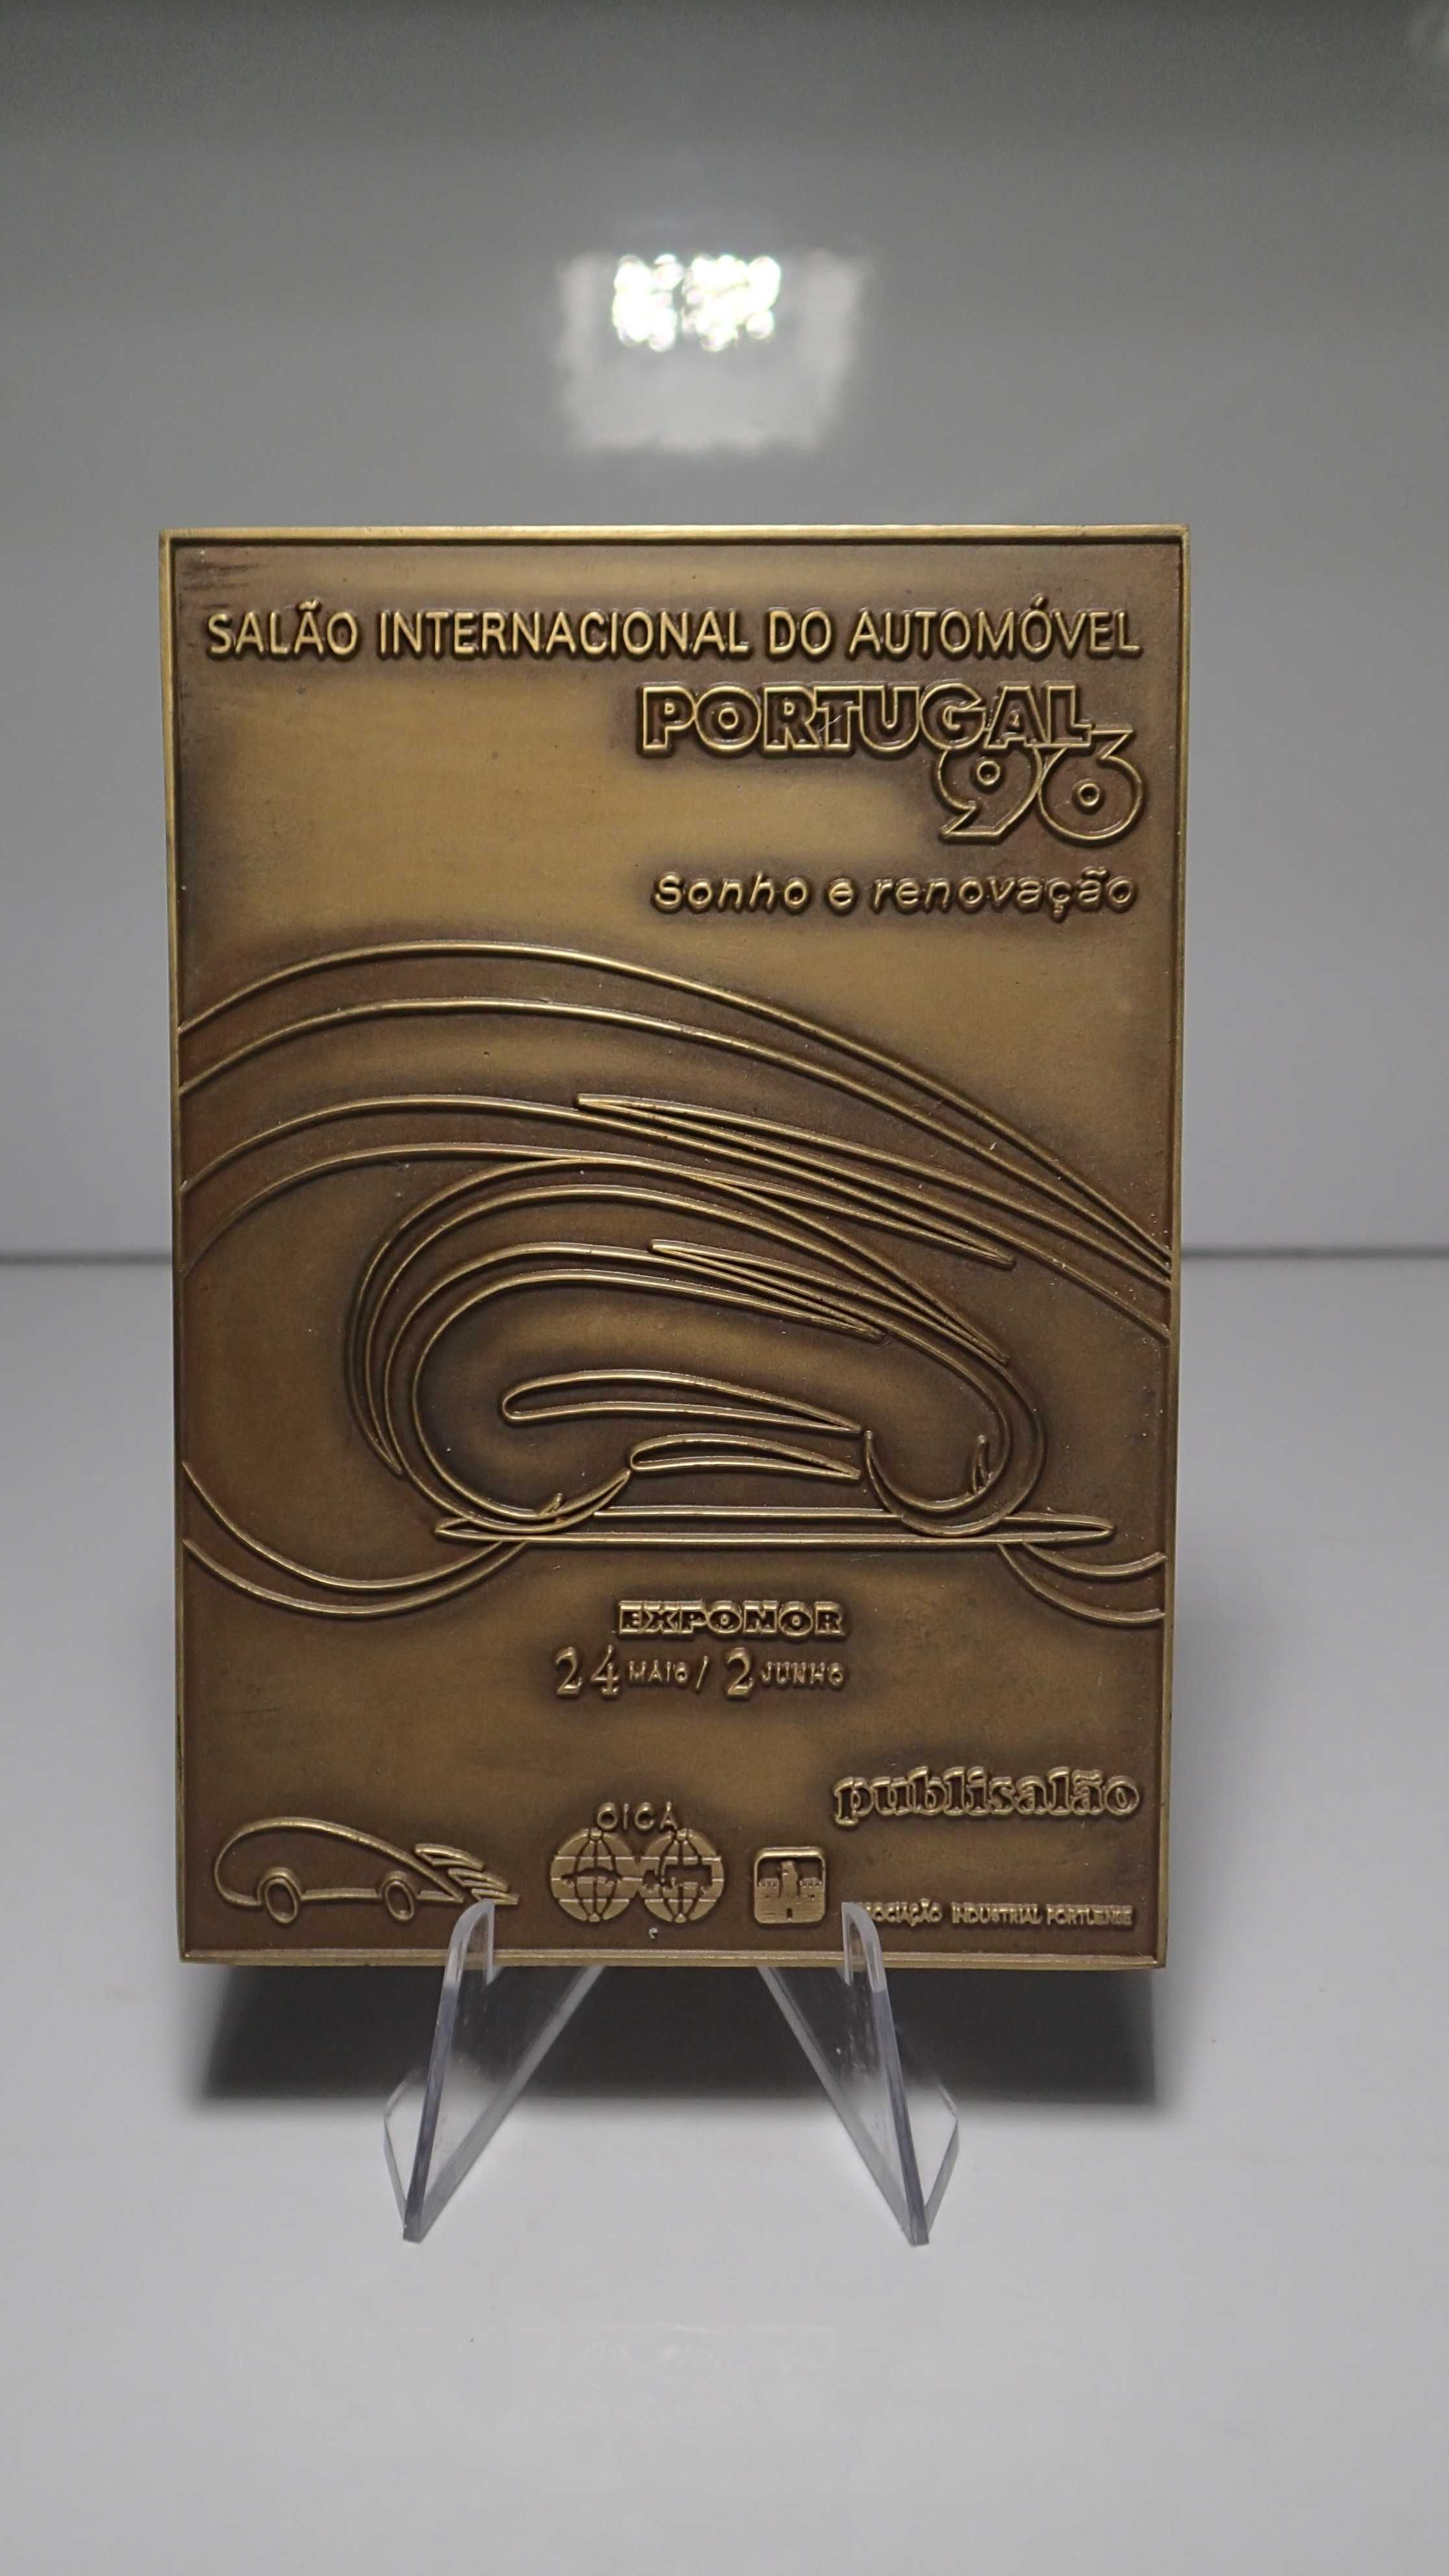 SALÃO INTERNACIONAL DO AUTOMÓVEL
PORTUGAL
96
Sonho e renovação
EXPONOR
24 MAIO / 2 JUNHO
publisalão
OICA
INDUSTRIAL PORTUENSE